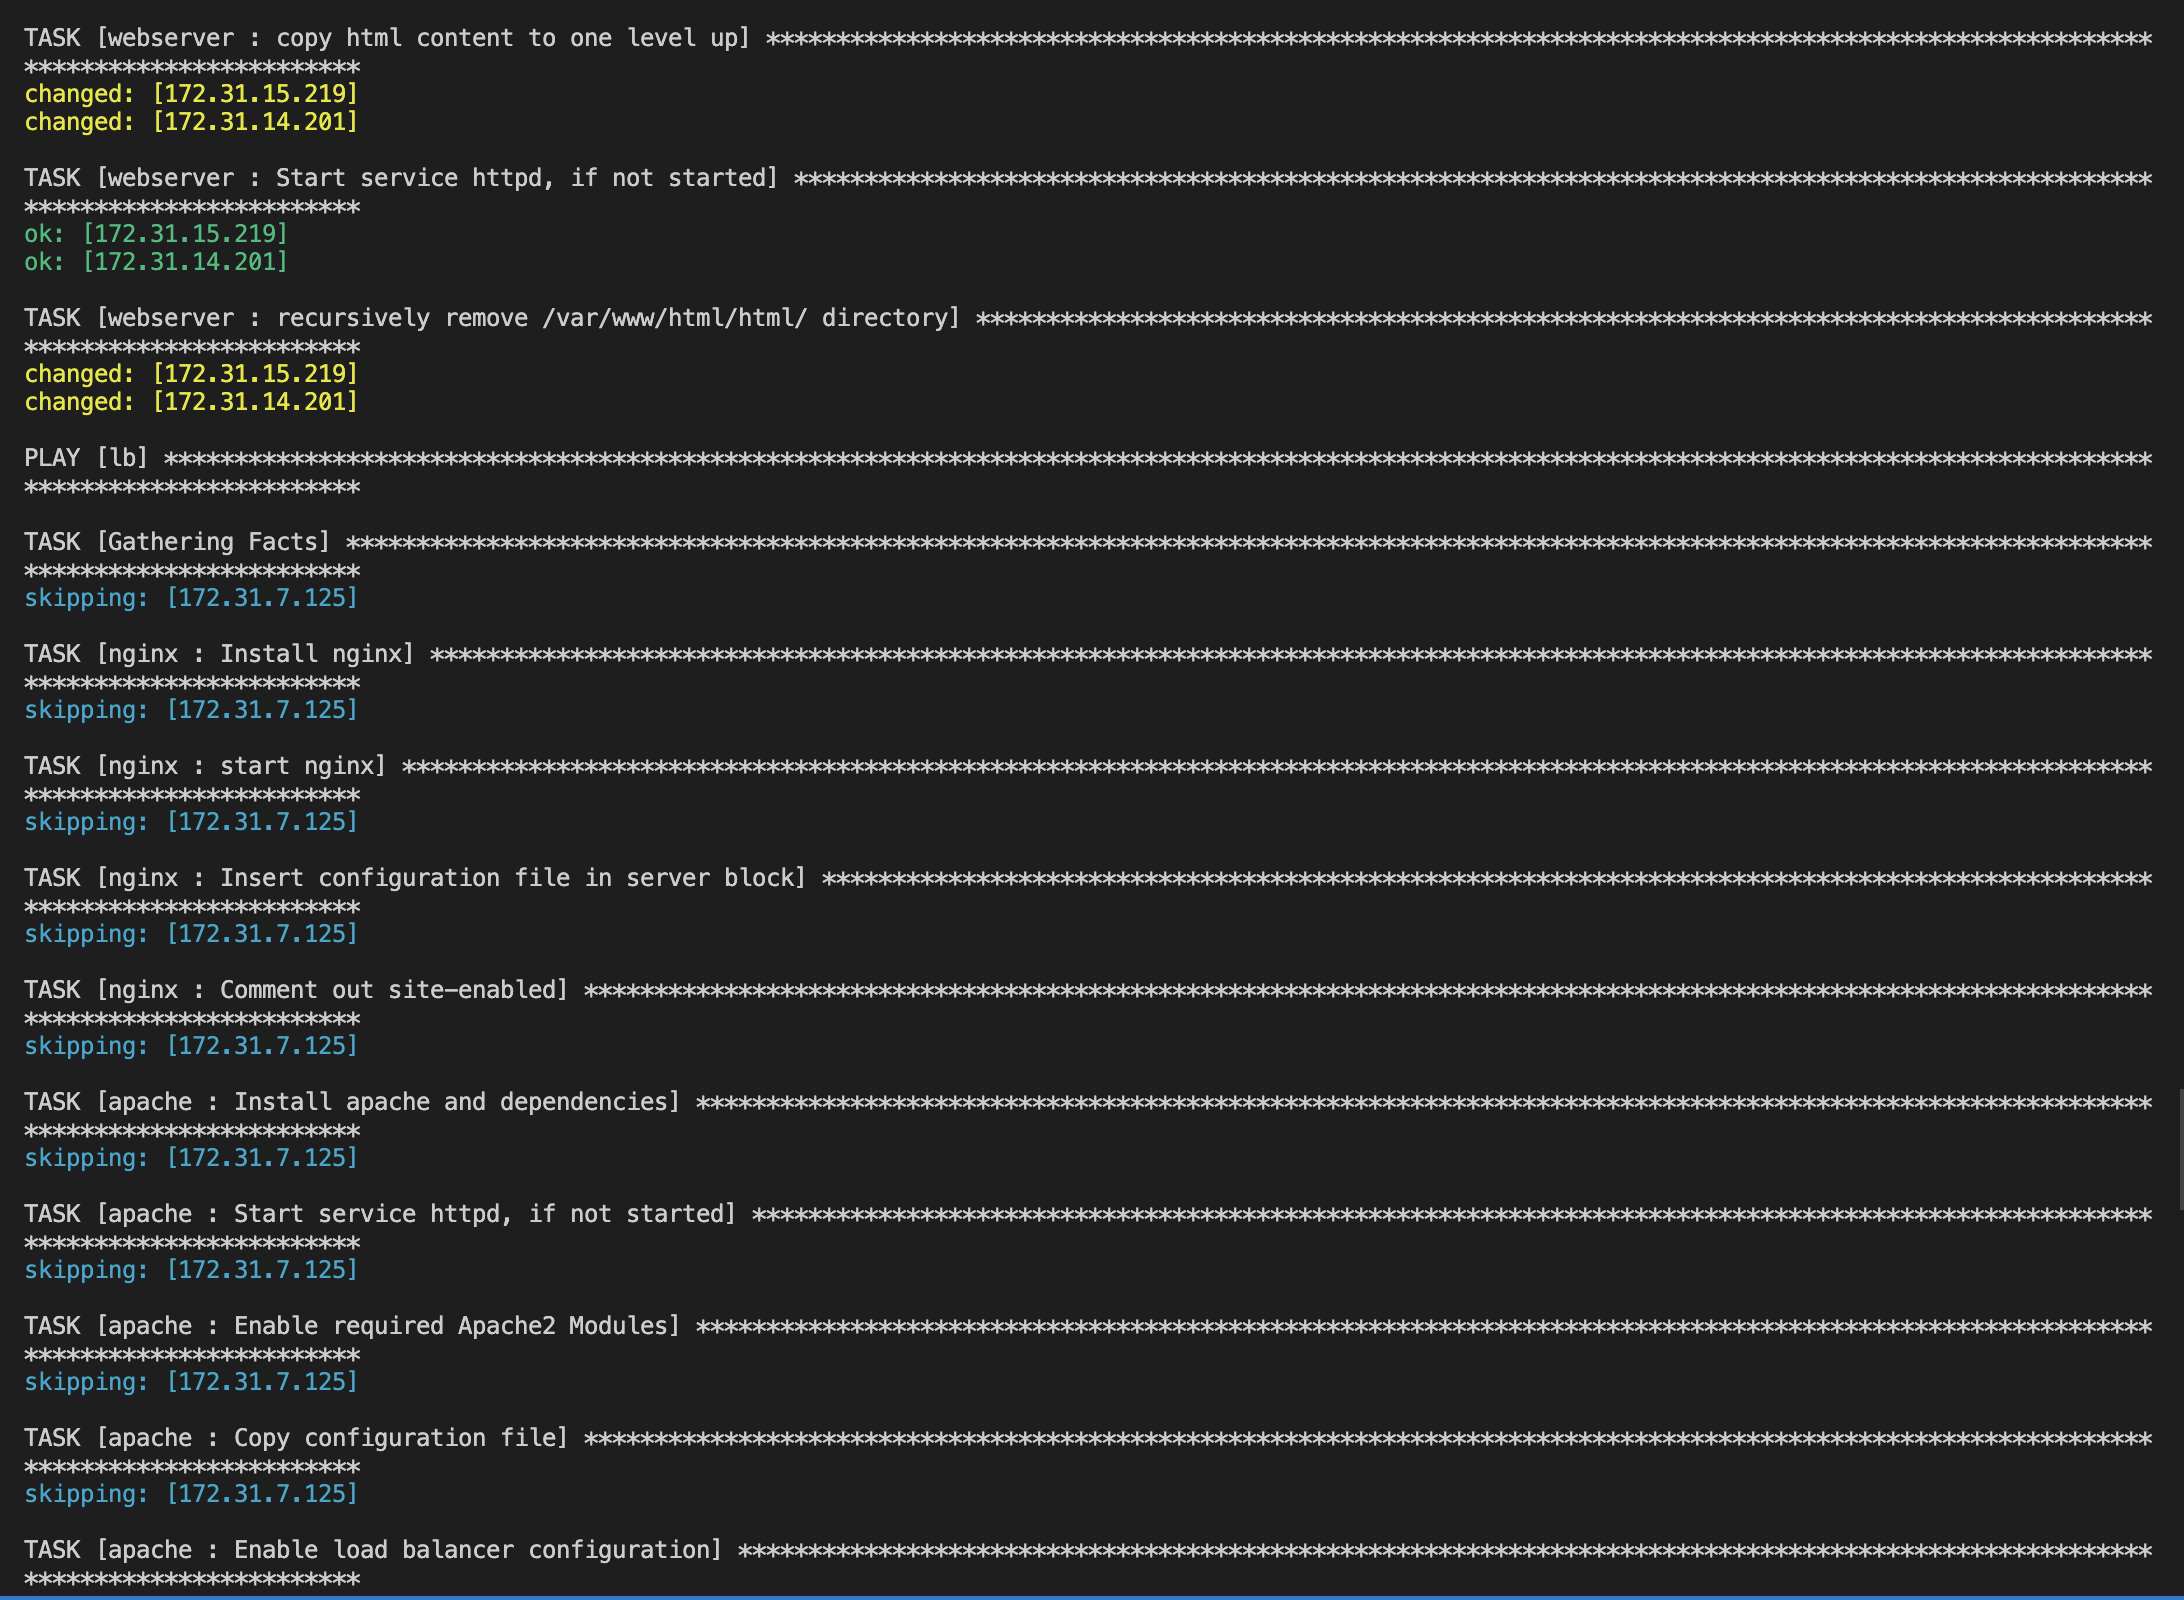 TASK [webserver : copy html content to one level up] ***************************************************************************************************
************************
changed: [172.31.15.219]
changed: [172.31.14.201]
TASK [webserver : Start service httpd, if not started] *************************************************************************************************
************************
ok: [172.31.15.219]
ok: [172.31.14.201]
TASK [webserver : recursively remove /var/www/html/html/ directory] ************************************************************************************
************************
changed: [172.31.15.219]
changed: [172.31.14.201]
PLAY [lb] **********************************************************************************************************************************************
************************
TASK [Gathering Facts] *********************************************************************************************************************************
************************
skipping: [172.31.7.125]
TASK [nginx : Install nginx] ***************************************************************************************************************************
************************
skipping: [172.31.7.125]
TASK [nginx : start nginx] *****************************************************************************************************************************
************************
skipping: [172.31.7.125]
TASK [nginx : Insert configuration file in server block] ***********************************************************************************************
************************
skipping: [172.31.7.125]
TASK [nginx : Comment out site-enabled] ****************************************************************************************************************
************************
skipping: [172.31.7.125]
TASK [apache : Install apache and dependencies] ********************************************************************************************************
************************
skipping: [172.31.7.125]
TASK [apache : Start service httpd, if not started] ****************************************************************************************************
************************
skipping: [172.31.7.125]
TASK [apache : Enable required Apache2 Modules] ********************************************************************************************************
************************
skipping: [172.31.7.125]
TASK [apache : Copy configuration file] ****************************************************************************************************************
************************
skipping: [172.31.7.125]
TASK [apache : Enable load balancer configuration] *****************************************************************************************************
************************